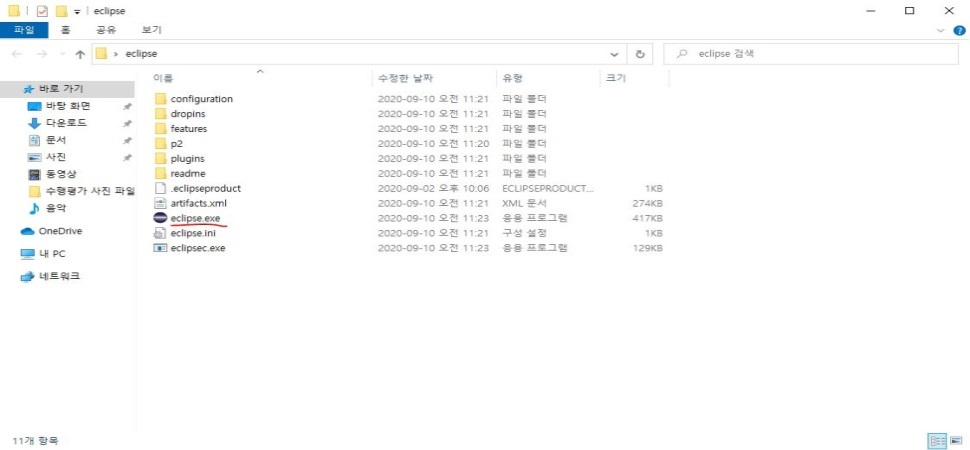 eclipse
파일 홈 공유 보기
eclipse
eclipse 검색
이름 수정한 날짜 유형 크기
바로 가기
바탕 화면
다운로드
문서
사진
동영상
수행평가 사진 파일
음악
OneDrive
내 PC
네트워크
configuration 2020-09-10 오전 11:21 파일 폴더
dropins 2020-09-10 오전 11:21 파일 폴더
features 2020-09-10 오전 11:21 파일 폴더
p2 2020-09-10 오전 11:20 파일 폴더
plugins 2020-09-10 오전 11:21 파일 폴더
readme 2020-09-10 오전 11:21 파일 폴더
.eclipseproduct 2020-09-02 오후 10:06 ECLIPSEPRODUCT... 1KB
artifacts.xml 2020-09-10 오전 11:21 XML 문서 274KB
eclipse.exe 2020-09-10 오전 11:23 응용 프로그램 417KB
eclipse.ini 2020-09-10 오전 11:21 구성 설정 1KB
eclipsec.exe 2020-09-10 오전 11:23 응용 프로그램 129KB
11개 항목